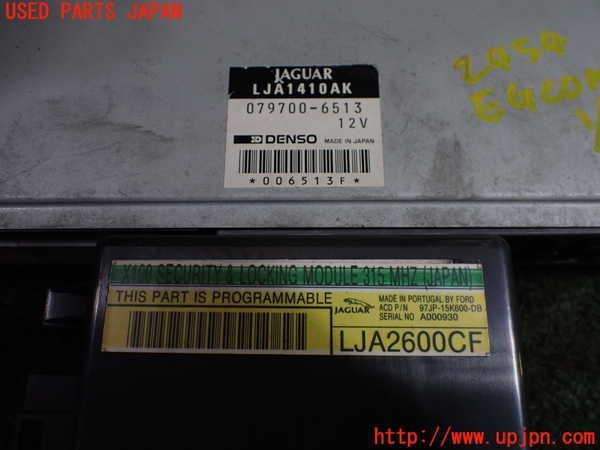 USED PARTS JAPAN
JAGUAR
LJA1410AK
079700-6513
12V
DENSO MADE IN JAPAN
*006513F*
X100 SECURITY & LOCKING MODULE 315 MHZ (JAPAN)
THIS PART IS PROGRAMMABLE
JAGUAR
MADE IN PORTUGAL BY FORD
ACD P/N 97JP-15K600-DB
SERIAL NO A000930
LJA2600CF
http://www.upjpn.com